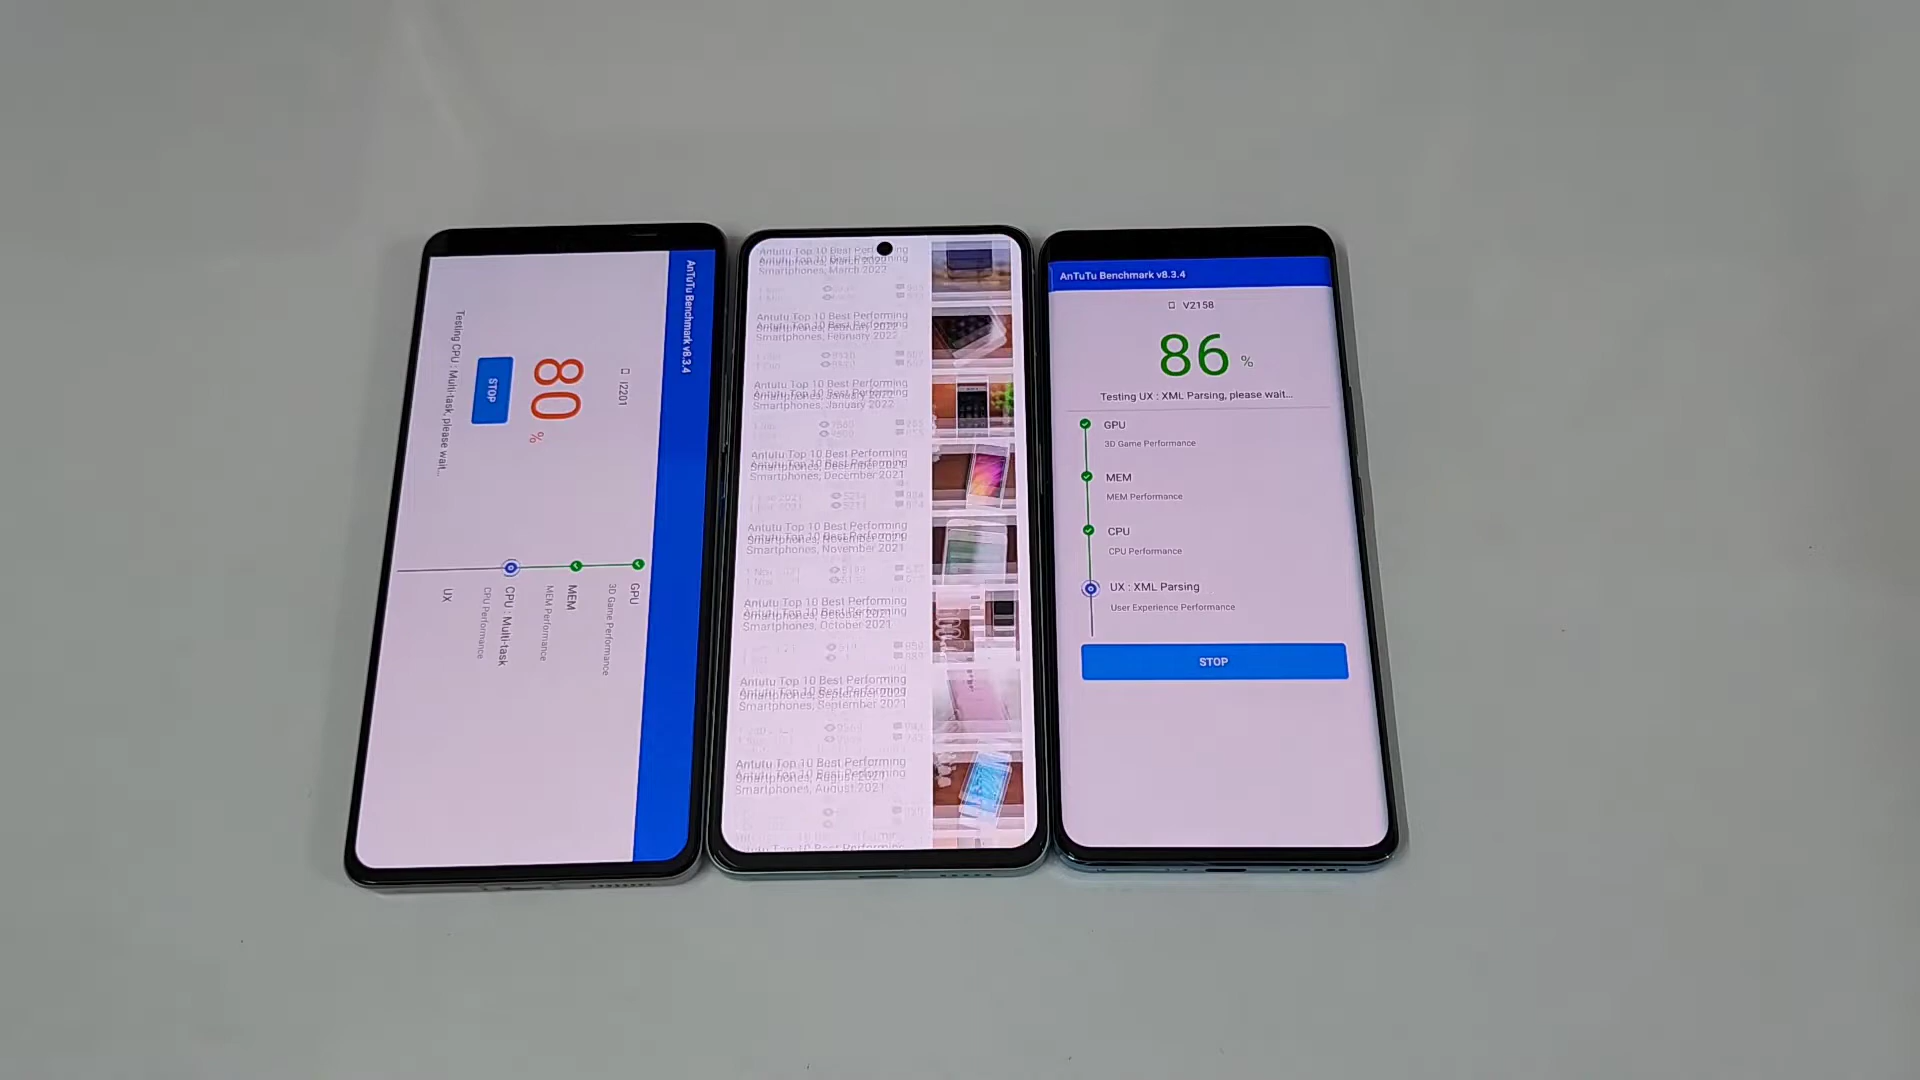 AnTuTu Benchmark v8.3.4
I2201
80
%
STOP
Testing CPU : Multi-task, please wait...
GPU
3D Game Performance
MEM
MEM Performance
CPU : Multi-task
CPU Performance
UX
Antutu Top 10 Best Performing
Smartphones, March 2022
Antutu Top 10 Best Performing
Smartphones, February 2022
Antutu Top 10 Best Performing
Smartphones, January 2022
Antutu Top 10 Best Performing
Smartphones, December 2021
Antutu Top 10 Best Performing
Smartphones, November 2021
Antutu Top 10 Best Performing
Smartphones, October 2021
Antutu Top 10 Best Performing
Smartphones, September 2021
Antutu Top 10 Best Performing
Smartphones, August 2021
AnTuTu Benchmark v8.3.4
V2158
86 %
Testing UX : XML Parsing, please wait...
GPU
3D Game Performance
MEM
MEM Performance
CPU
CPU Performance
UX : XML Parsing
User Experience Performance
STOP